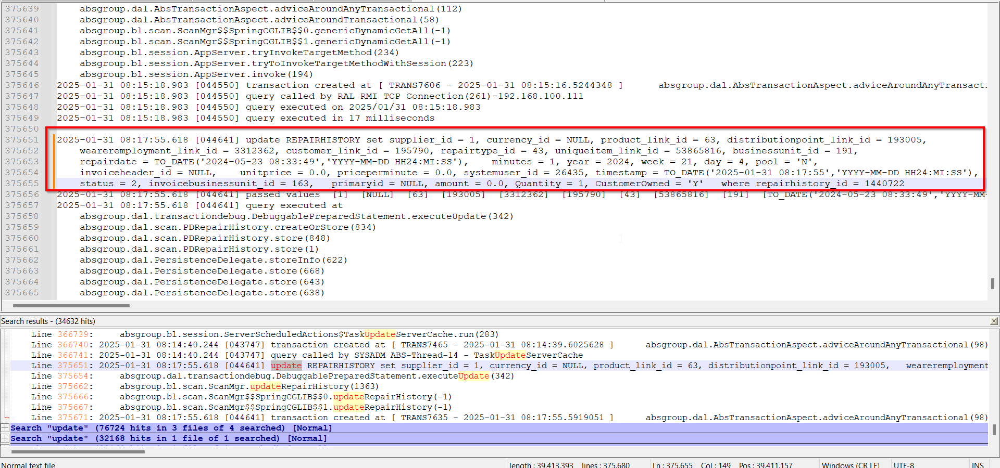 375639 absgroup.dal.AbsTransactionAspect.adviceAroundAnyTransactional(112)
375640 absgroup.dal.AbsTransactionAspect.adviceAroundTransactional(58)
375641 absgroup.bl.scan.ScanMgr$$SpringCGLIB$$0.genericDynamicGetAll(-1)
375642 absgroup.bl.scan.ScanMgr$$SpringCGLIB$$1.genericDynamicGetAll(-1)
375643 absgroup.bl.session.AppServer.tryInvokeTargetMethod(234)
375644 absgroup.bl.session.AppServer.tryToInvokeTargetMethodWithSession(223)
375645 absgroup.bl.session.AppServer.invoke(194)
375646 2025-01-31 08:15:18.983 [044550] transaction created at [ TRANS7606 - 2025-01-31 08:15:16.5244348 ] absgroup.dal.AbsTransactionAspect.adviceAroundAnyTransacti
375647 2025-01-31 08:15:18.983 [044550] query called by RAL RMI TCP Connection(261)-192.168.100.111
375648 2025-01-31 08:15:18.983 [044550] query executed on 2025/01/31 08:15:18.983
375649 2025-01-31 08:15:18.983 [044550] query executed in 17 milliseconds
375650
375651 2025-01-31 08:17:55.618 [044641] update REPAIRHISTORY set supplier_id = 1, currency_id = NULL, product_link_id = 63, distributionpoint_link_id = 193005,
375652 weareremployment_link_id = 3312362, customer_link_id = 195790, repairtype_id = 43, uniqueitem_link_id = 53865816, businessunit_id = 191,
375653 repairdate = TO_DATE('2024-05-23 08:33:49','YYYY-MM-DD HH24:MI:SS'), minutes = 1, year = 2024, week = 21, day = 4, pool = 'N',
375654 invoiceheader_id = NULL, unitprice = 0.0, priceperminute = 0.0, systemuser_id = 26435, timestamp = TO_DATE('2025-01-31 08:17:55','YYYY-MM-DD HH24:MI:SS'),
375655 status = 2, invoicebusinessunit_id = 163, primaryid = NULL, amount = 0.0, Quantity = 1, CustomerOwned = 'Y' where repairhistory_id = 1440722
375656 2025-01-31 08:17:55.618 [044641] passed values [1] [NULL] [63] [193005] [3312362] [195790] [43] [53865816] [191] [TO_DATE('2024-05-23 08:33:49','YYYY-MM-
375657 2025-01-31 08:17:55.618 [044641] query executed at
375658 absgroup.dal.transactiondebug.DebuggablePreparedStatement.executeUpdate(342)
375659 absgroup.dal.scan.PDRepairHistory.createOrStore(834)
375660 absgroup.dal.scan.PDRepairHistory.store(848)
375661 absgroup.dal.scan.PDRepairHistory.store(1)
375662 absgroup.dal.PersistenceDelegate.storeInfo(622)
375663 absgroup.dal.PersistenceDelegate.store(668)
375664 absgroup.dal.PersistenceDelegate.store(643)
375665 absgroup.dal.PersistenceDelegate.store(638)
Search results - (34632 hits)
Line 366739: absgroup.bl.session.ServerScheduledActions$TaskUpdateServerCache.run(283)
Line 366740: 2025-01-31 08:14:40.244 [043747] transaction created at [ TRANS7465 - 2025-01-31 08:14:39.6025628 ] absgroup.dal.AbsTransactionAspect.adviceAroundAnyTransactional(98)
Line 366741: 2025-01-31 08:14:40.244 [043747] query called by SYSADM ABS-Thread-14 - TaskUpdateServerCache
Line 375651: 2025-01-31 08:17:55.618 [044641] update REPAIRHISTORY set supplier_id = 1, currency_id = NULL, product_link_id = 63, distributionpoint_link_id = 193005, weareremployment
Line 375654: absgroup.dal.transactiondebug.DebuggablePreparedStatement.executeUpdate(342)
Line 375662: absgroup.bl.scan.ScanMgr.updateRepairHistory(1363)
Line 375666: absgroup.bl.scan.ScanMgr$$SpringCGLIB$$0.updateRepairHistory(-1)
Line 375667: absgroup.bl.scan.ScanMgr$$SpringCGLIB$$1.updateRepairHistory(-1)
Line 375671: 2025-01-31 08:17:55.618 [044641] transaction created at [ TRANS7635 - 2025-01-31 08:17:55.5919051 ] absgroup.dal.AbsTransactionAspect.adviceAroundAnyTransactional(98)
Search "update" (76724 hits in 3 files of 4 searched) [Normal]
Search "update" (32168 hits in 1 file of 1 searched) [Normal]
Normal text file length : 39,413,393 lines : 375,680 Ln : 375,655 Col : 149 Pos : 39,411,157 Windows (CR LF) UTF-8 INS